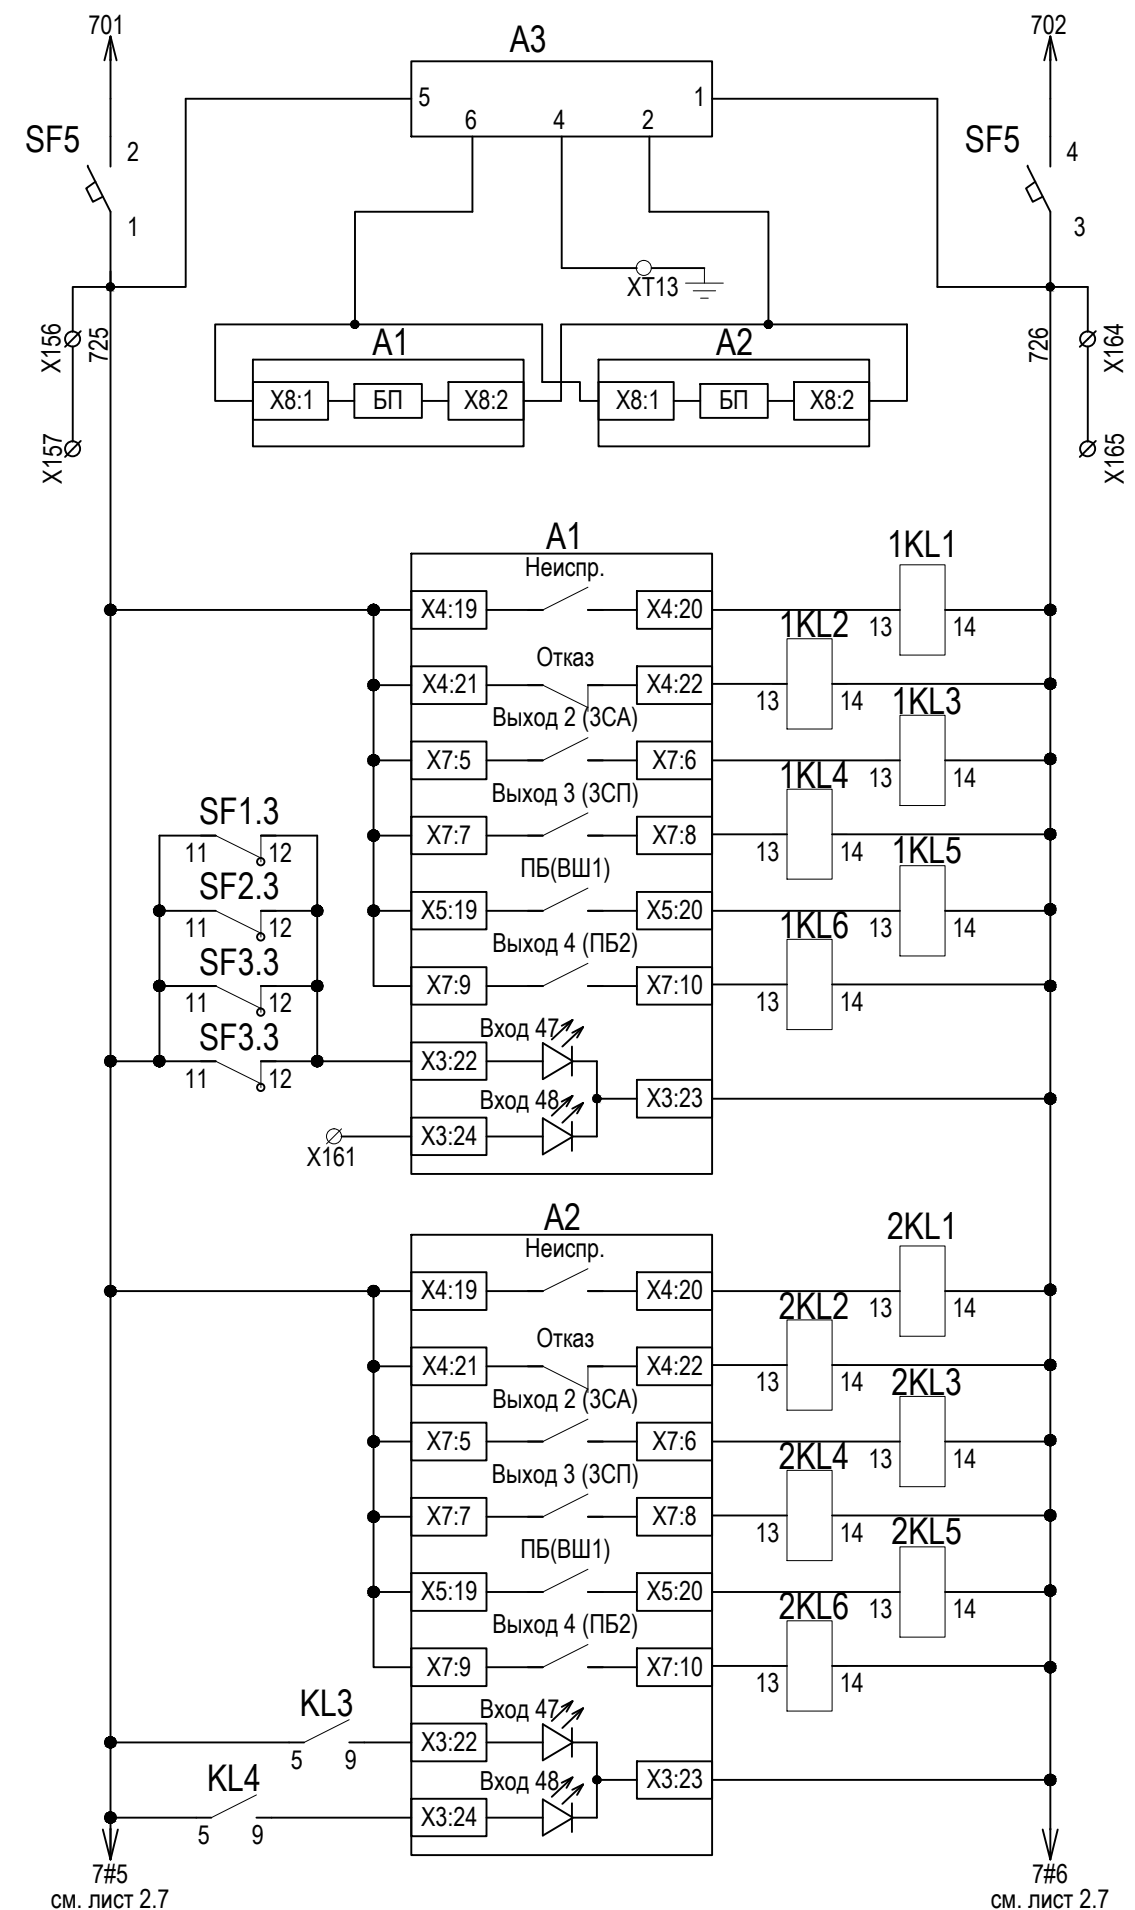 701
702
A3
5
1
6
4
2
SF5
2
1
SF5
4
3
XT13
X156
725
X157
726
X164
X165
A1
X8:1
БП
X8:2
A2
X8:1
БП
X8:2
A1
Неиспр.
X4:19
X4:20
1KL1
13
14
Отказ
X4:21
X4:22
1KL2
13
14
Выход 2 (ЗСА)
X7:5
X7:6
1KL3
13
14
Выход 3 (ЗСП)
X7:7
X7:8
1KL4
13
14
ПБ(ВШ1)
X5:19
X5:20
1KL5
13
14
Выход 4 (ПБ2)
X7:9
X7:10
1KL6
13
14
SF1.3
11
12
SF2.3
11
12
SF3.3
11
12
SF3.3
11
12
Вход 47
X3:22
Вход 48
X3:23
X3:24
X161
A2
Неиспр.
X4:19
X4:20
2KL1
13
14
Отказ
X4:21
X4:22
2KL2
13
14
Выход 2 (ЗСА)
X7:5
X7:6
2KL3
13
14
Выход 3 (ЗСП)
X7:7
X7:8
2KL4
13
14
ПБ(ВШ1)
X5:19
X5:20
2KL5
13
14
Выход 4 (ПБ2)
X7:9
X7:10
2KL6
13
14
KL3
5
9
Вход 47
X3:22
KL4
5
9
Вход 48
X3:23
X3:24
7#5
см. лист 2.7
7#6
см. лист 2.7